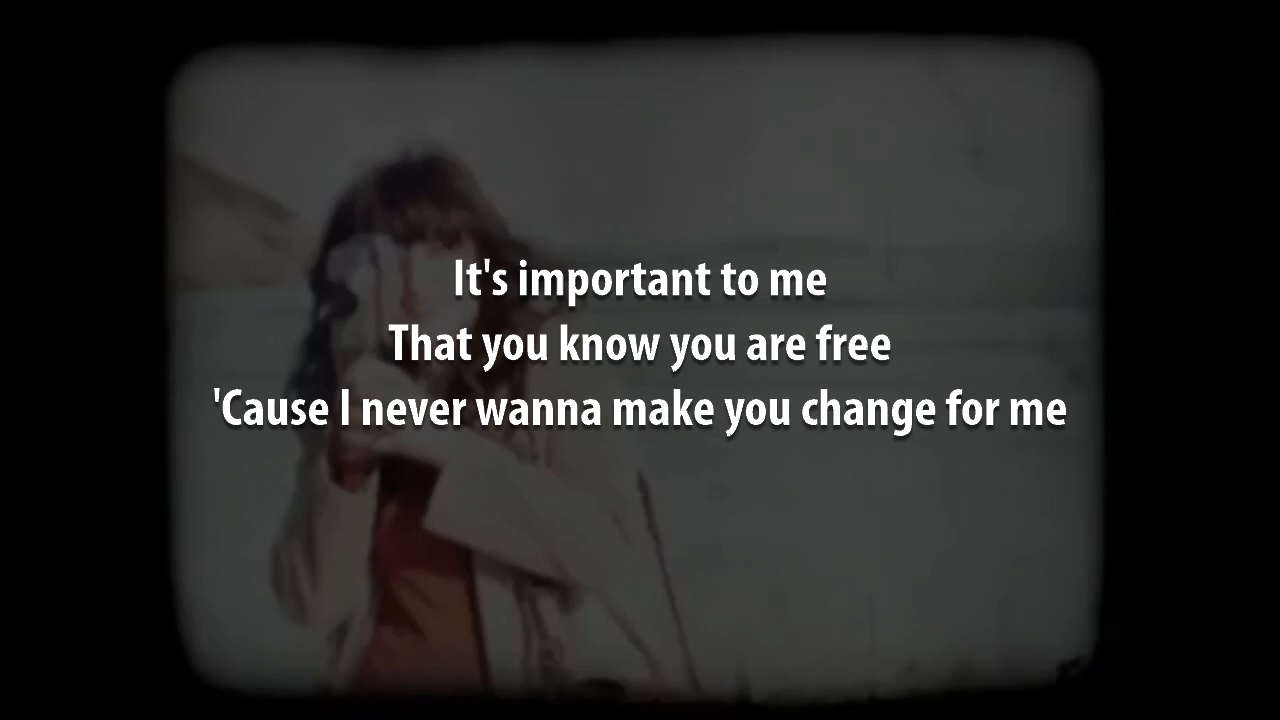 It's important to me
That you know you are free
'Cause I never wanna make you change for me